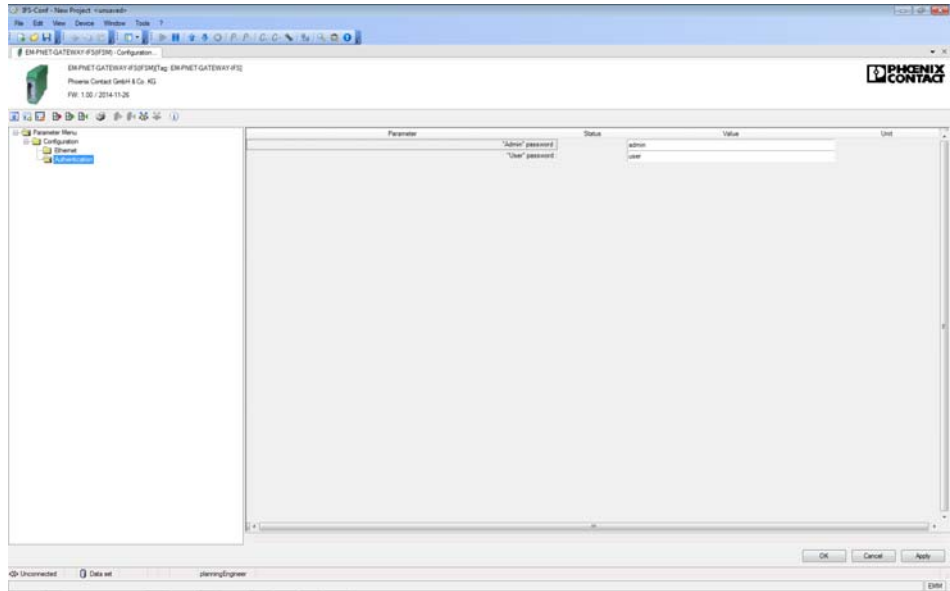 IFS-Conf - New Project <unsaved>
File Edit View Device Window Tools ?
EM-PNET-GATEWAY-IFS(IFSM) - Configuration...
EM-PNET-GATEWAY-IFS(IFSM)[Tag: EM-PNET-GATEWAY-IFS]
Phoenix Contact GmbH & Co. KG
FW: 1.00 / 2014-11-26
PHŒNIX
CONTACT
Parameter Menu
Configuration
Ethernet
Authentication
Parameter Status Value Unit
"Admin" password admin
"User" password user
OK Cancel Apply
Unconnected Data set planningEngineer
EMM